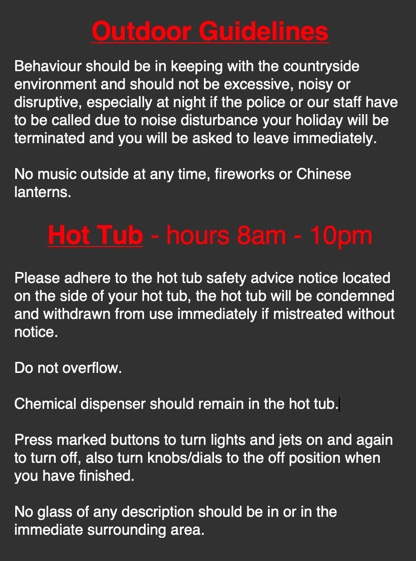 Outdoor Guidelines
Behaviour should be in keeping with the countryside
environment and should not be excessive, noisy or
disruptive, especially at night if the police or our staff have
to be called due to noise disturbance your holiday will be
terminated and you will be asked to leave immediately.
No music outside at any time, fireworks or Chinese
lanterns.
Hot Tub - hours 8am - 10pm
Please adhere to the hot tub safety advice notice located
on the side of your hot tub, the hot tub will be condemned
and withdrawn from use immediately if mistreated without
notice.
Do not overflow.
Chemical dispenser should remain in the hot tub.
Press marked buttons to turn lights and jets on and again
to turn off, also turn knobs/dials to the off position when
you have finished.
No glass of any description should be in or in the
immediate surrounding area.